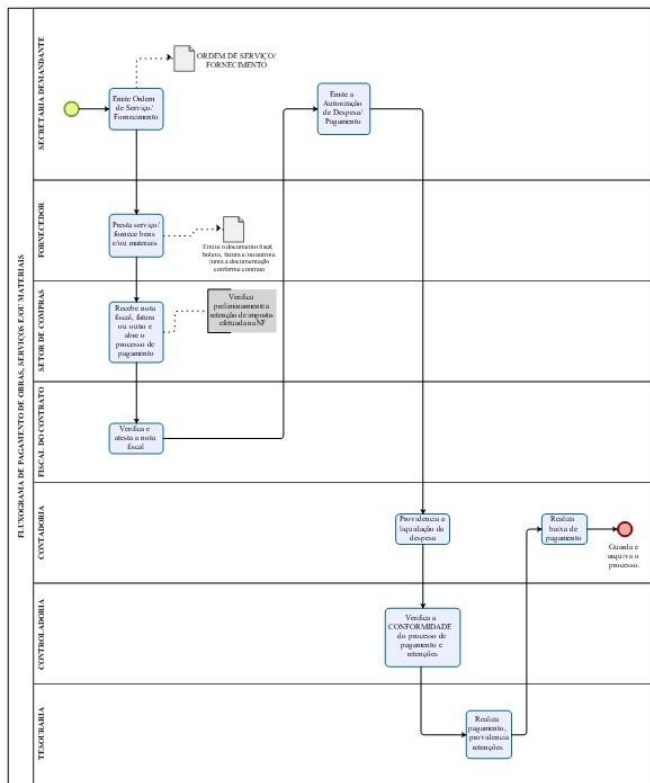 FLUXOGRAMA DE PAGAMENTO DE OBRAS, SERVIÇOS E/OU MATERIAIS
SECRETARIA DEMANDANTE
ORDEM DE SERVIÇO/
FORNECIMENTO
Emite Ordem
de Serviço/
Fornecimento
Emite a
Autorização
de Despesa/
Pagamento
FORNECEDOR
Presta serviço/
fornece bens
e/ou materiais
Emite o documento fiscal,
boleto, fatura e/ou outros e
junta a documentação
conforme contrato
SETOR DE COMPRAS
Recebe nota
fiscal, fatura
ou outro e
abre o
processo de
pagamento
Verifica
preliminarmente a
retenção de impostos
efetuada na NF
FISCAL DO CONTRATO
Verifica e
atesta a nota
fiscal
CONTADORIA
Providencia a
liquidação da
despesa
Realiza
baixa de
pagamento
Guarda e
arquiva o
processo.
CONTROLADORIA
Verifica a
CONFORMIDADE
do processo de
pagamento e
retenções
TESOURARIA
Realiza
pagamento,
providencia
retenções